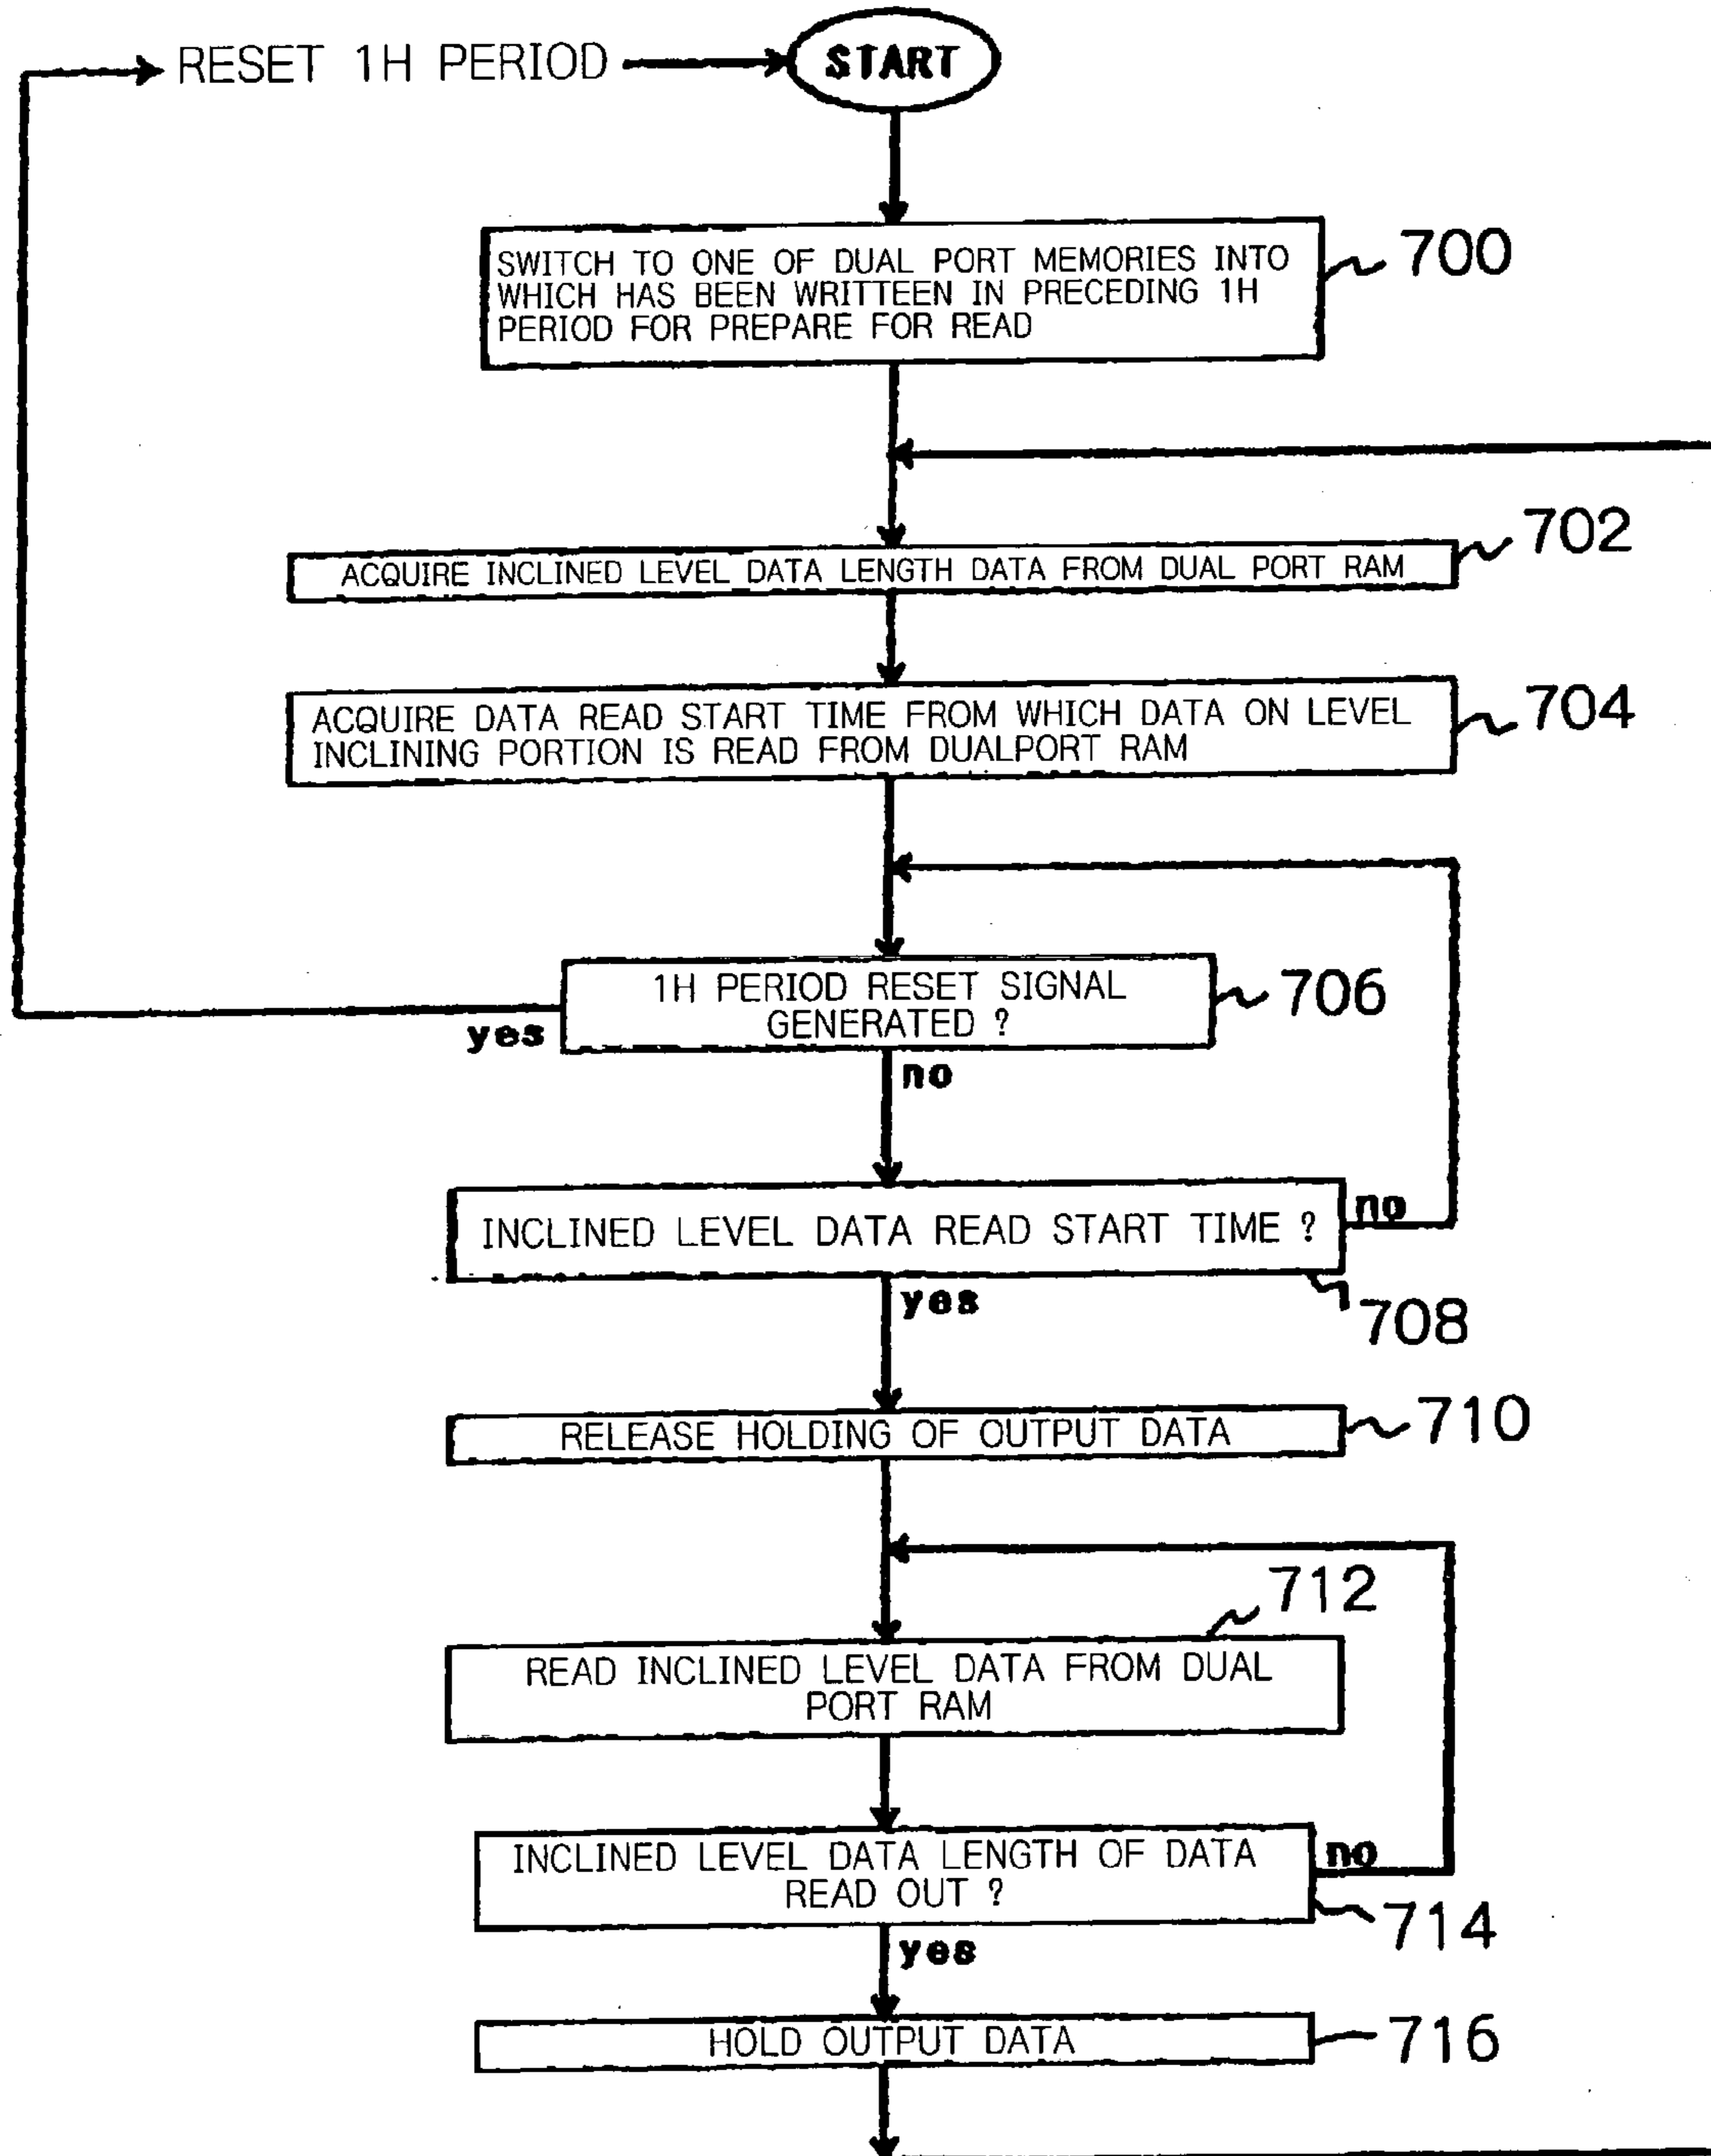 RESET 1H PERIOD
START
SWITCH TO ONE OF DUAL PORT MEMORIES INTO
WHICH HAS BEEN WRITTEEN IN PRECEDING 1H
PERIOD FOR PREPARE FOR READ
700
702
ACQUIRE INCLINED LEVEL DATA LENGTH DATA FROM DUAL PORT RAM
704
ACQUIRE DATA READ START TIME FROM WHICH DATA ON LEVEL
INCLINING PORTION IS READ FROM DUALPORT RAM
1H PERIOD RESET SIGNAL
GENERATED ?
706
yes
no
INCLINED LEVEL DATA READ START TIME ?
no
yes
708
RELEASE HOLDING OF OUTPUT DATA
710
712
READ INCLINED LEVEL DATA FROM DUAL
PORT RAM
INCLINED LEVEL DATA LENGTH OF DATA
READ OUT ?
no
714
yes
HOLD OUTPUT DATA
716